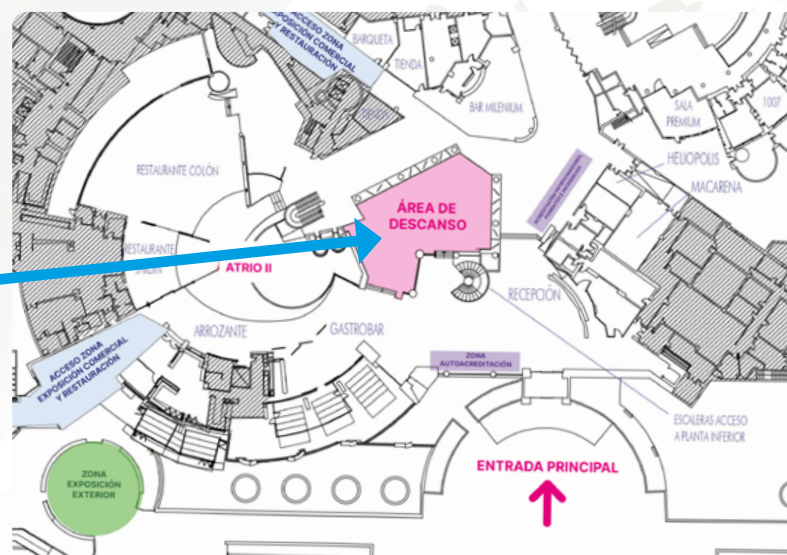 ACCESO ZONA
EXPOSICIÓN COMERCIAL
Y RESTAURACIÓN
BARQUETA
TIENDA
TIENDA
BAR MILENIUM
SALA
PREMIUM
1007
HELIOPOLIS
MACARENA
RESTAURANTE COLÓN
ÁREA DE
DESCANSO
RESTAURANTE
ATRIO II
RECEPCIÓN
ARROZANTE
GASTROBAR
ZONA
AUTOACREDITACIÓN
ACCESO ZONA
EXPOSICIÓN COMERCIAL
Y RESTAURACIÓN
ESCALERAS ACCESO
A PLANTA INFERIOR
ENTRADA PRINCIPAL
ZONA
EXPOSICIÓN
EXTERIOR